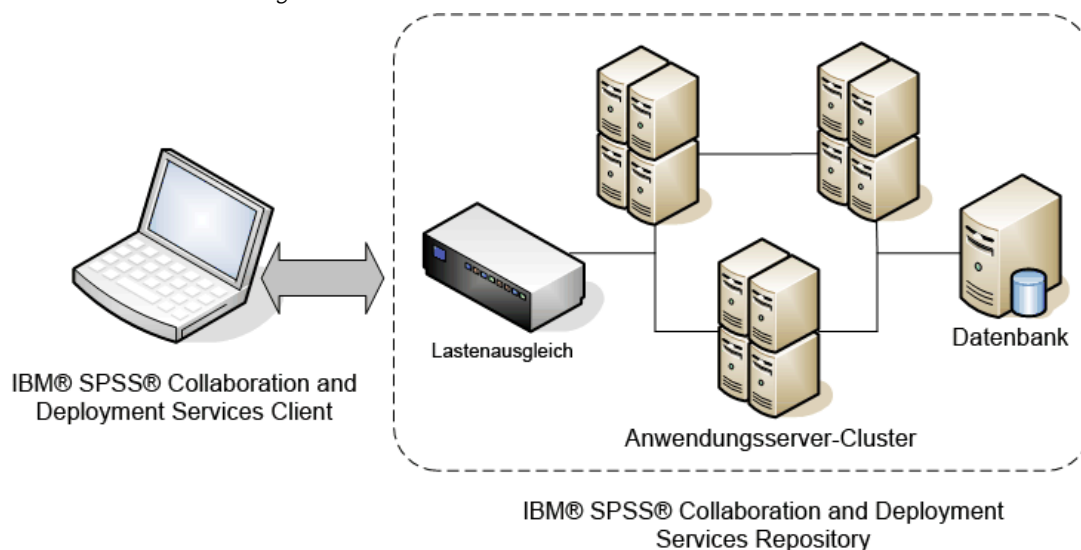 Lastenausgleich
Datenbank
IBM® SPSS® Collaboration and
Deployment Services Client
Anwendungsserver-Cluster
IBM® SPSS® Collaboration and Deployment
Services Repository